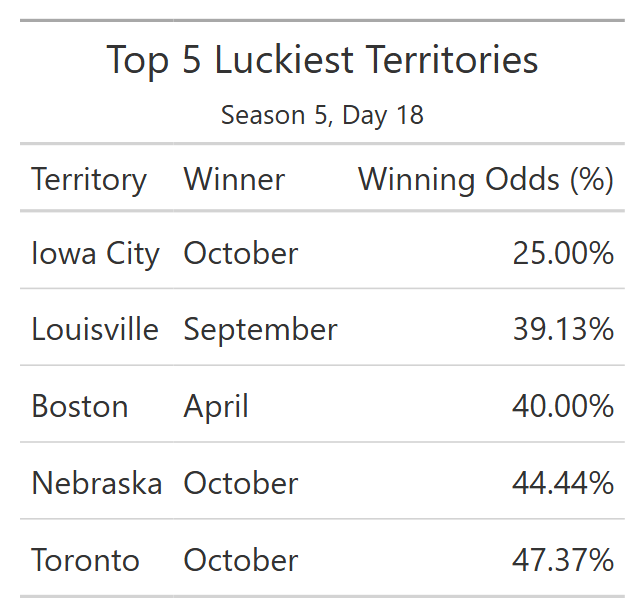 Top 5 Luckiest Territories
Season 5, Day 18
Territory Winner Winning Odds (%)
Iowa City October 25.00%
Louisville September 39.13%
Boston April 40.00%
Nebraska October 44.44%
Toronto October 47.37%